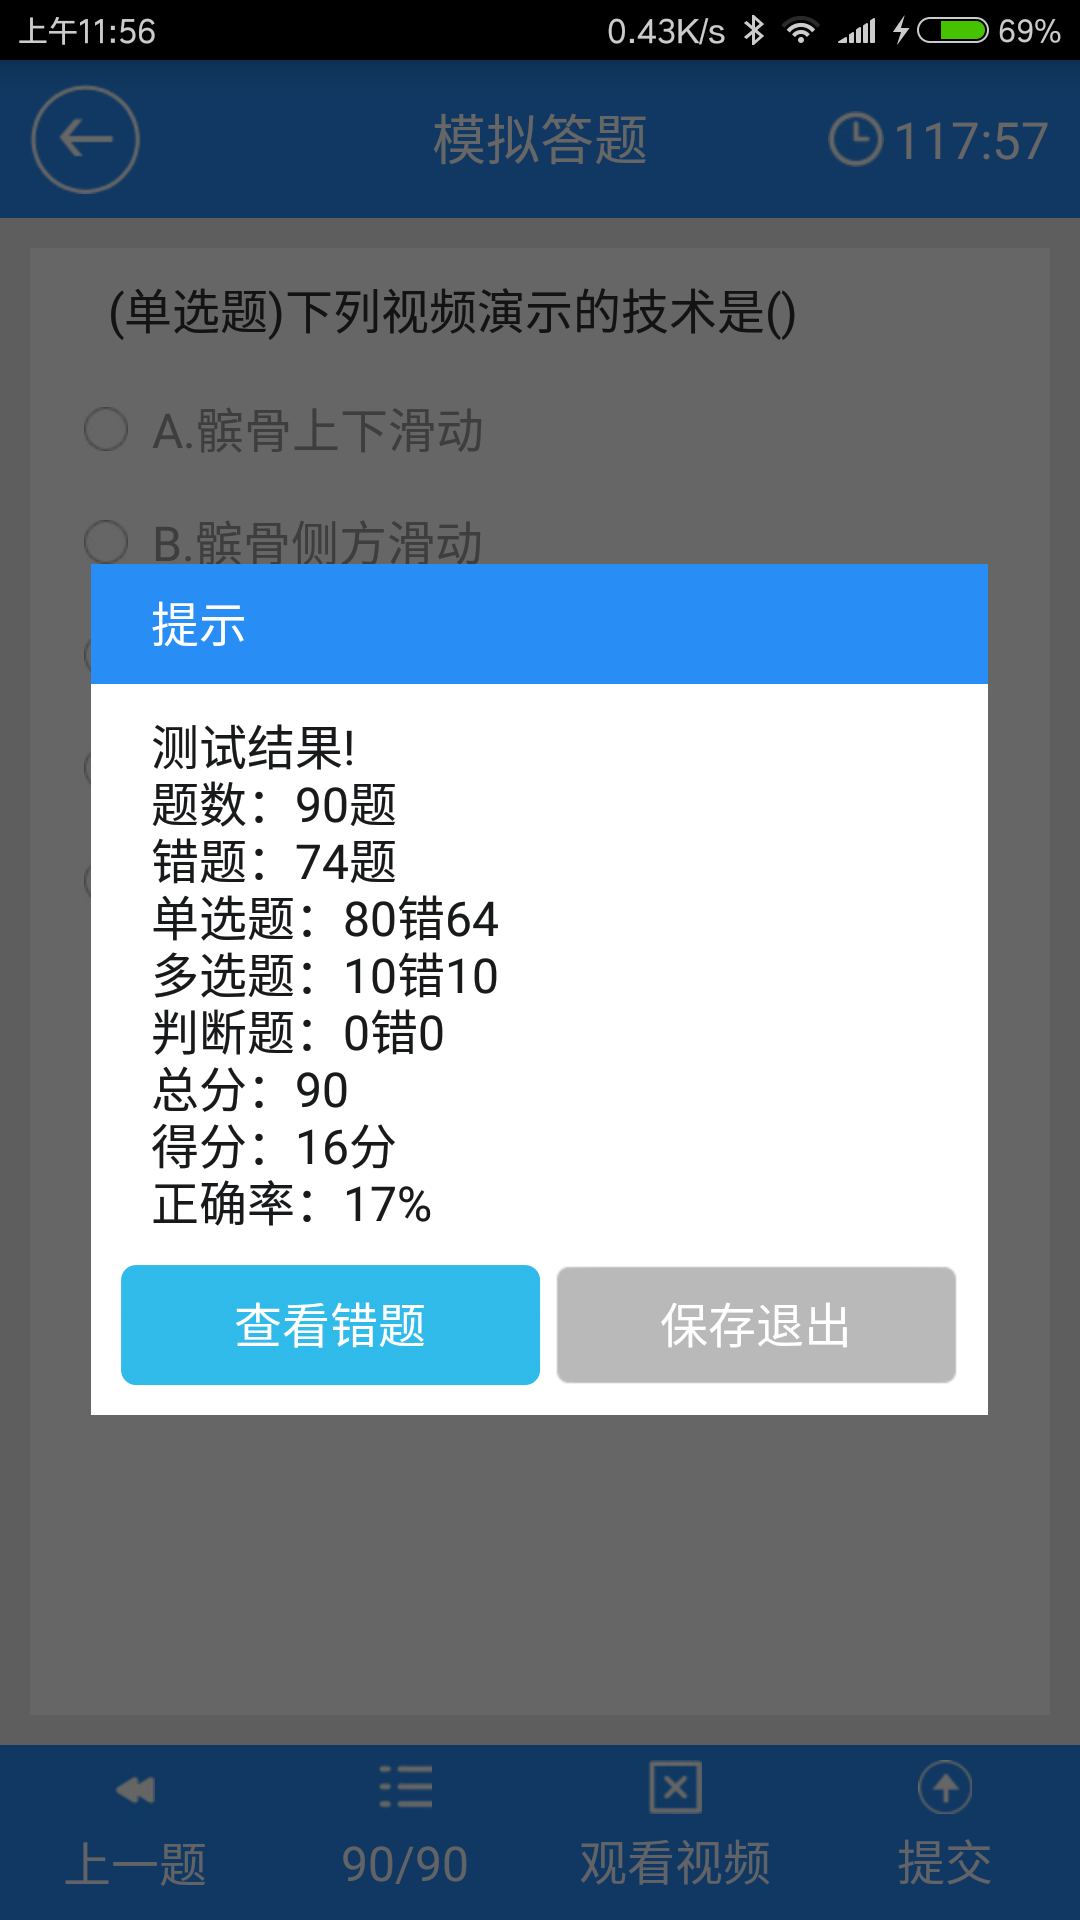 上午11:56 0.43K/s 69%
模拟答题 117:57
(单选题)下列视频演示的技术是()
A.髌骨上下滑动
B.髌骨侧方滑动
提示
测试结果!
题数：90题
错题：74题
单选题：80错64
多选题：10错10
判断题：0错0
总分：90
得分：16分
正确率：17%
查看错题 保存退出
上一题 90/90 观看视频 提交